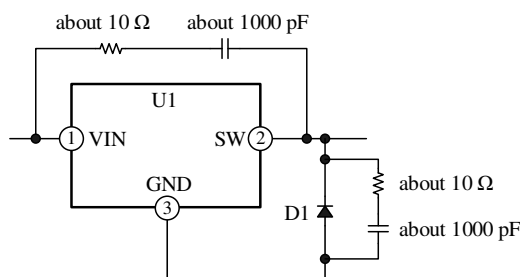 about 10 Ω about 1000 pF
U1
1 VIN SW 2
GND
3
about 10 Ω
D1
about 1000 pF